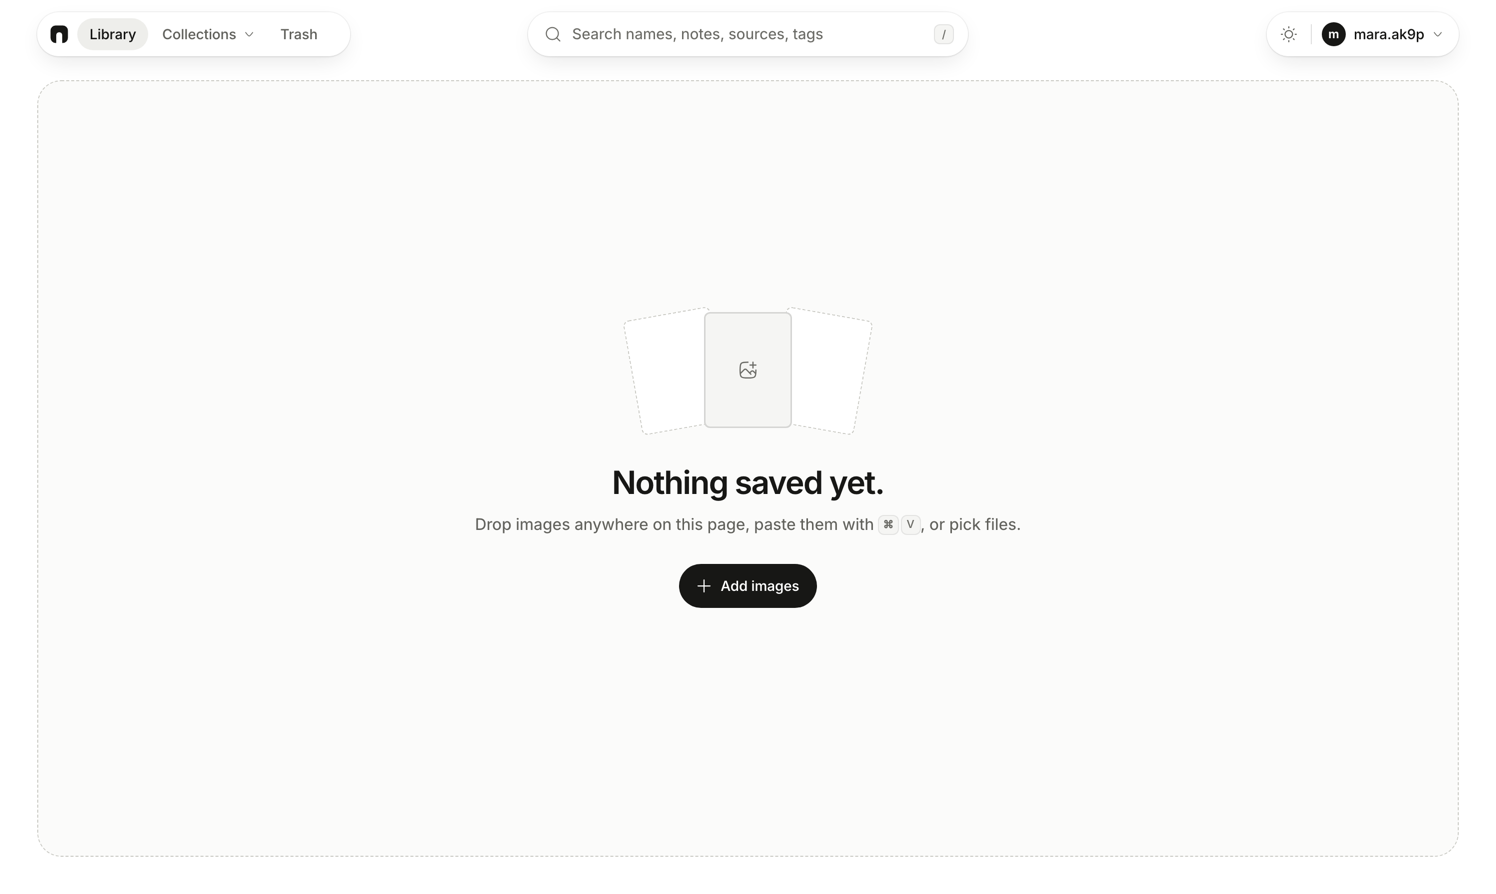 Library Collections Trash
Search names, notes, sources, tags /
m mara.ak9p
Nothing saved yet.
Drop images anywhere on this page, paste them with ⌘ V, or pick files.
Add images